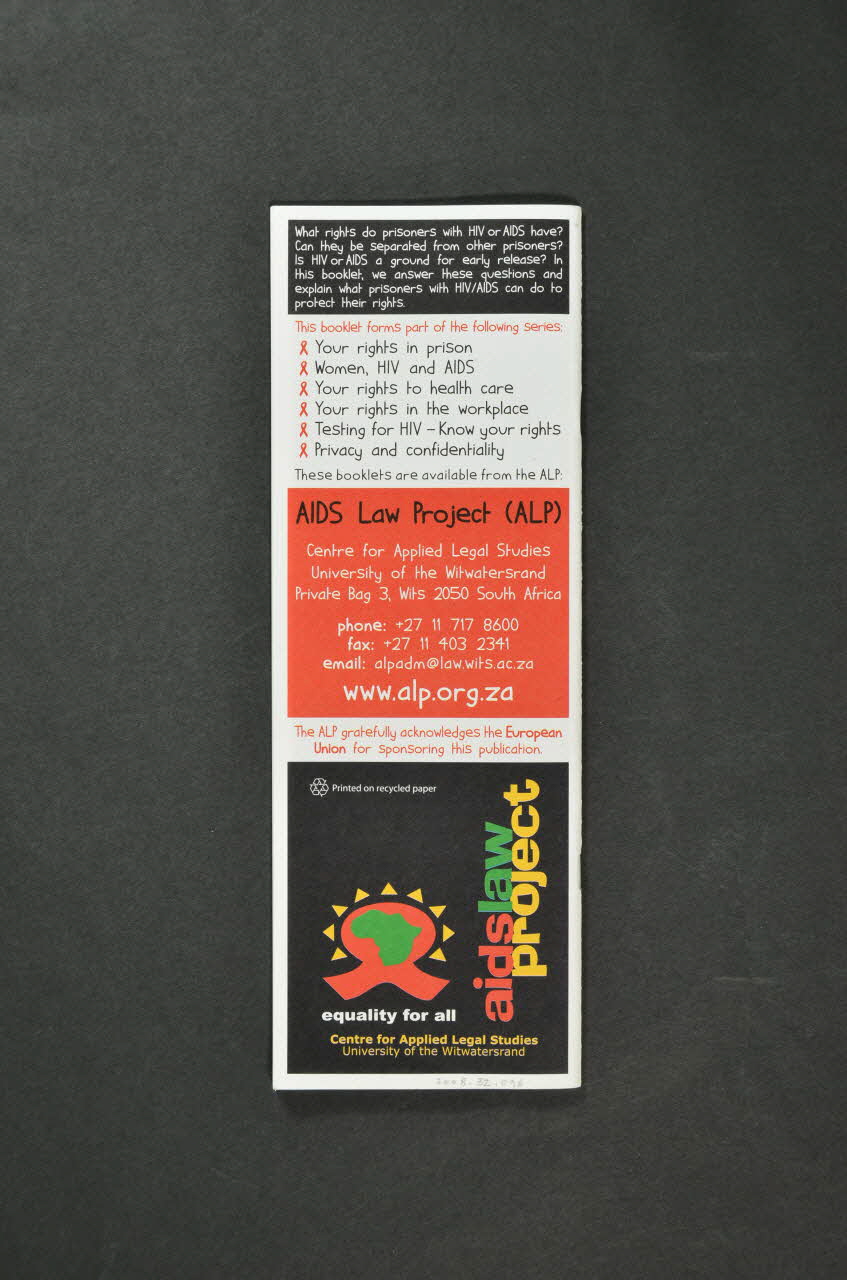 What rights do prisoners with HIV or AIDS have?
Can they be separated from other prisoners?
Is HIV or AIDS a ground for early release? In
this booklet, we answer these questions and
explain what prisoners with HIV/AIDS can do to
protect their rights.
This booklet forms part of the following series:
Your rights in prison
Women, HIV and AIDS
Your rights to health care
Your rights in the workplace
Testing for HIV – Know your rights
Privacy and confidentiality
These booklets are available from the ALP:
AIDS Law Project (ALP)
Centre for Applied Legal Studies
University of the Witwatersrand
Private Bag 3, Wits 2050 South Africa
phone: +27 11 717 8600
fax: +27 11 403 2341
email: alpadm@law.wits.ac.za
www.alp.org.za
The ALP gratefully acknowledges the European
Union for sponsoring this publication.
Printed on recycled paper
aidslaw
project
equality for all
Centre for Applied Legal Studies
University of the Witwatersrand